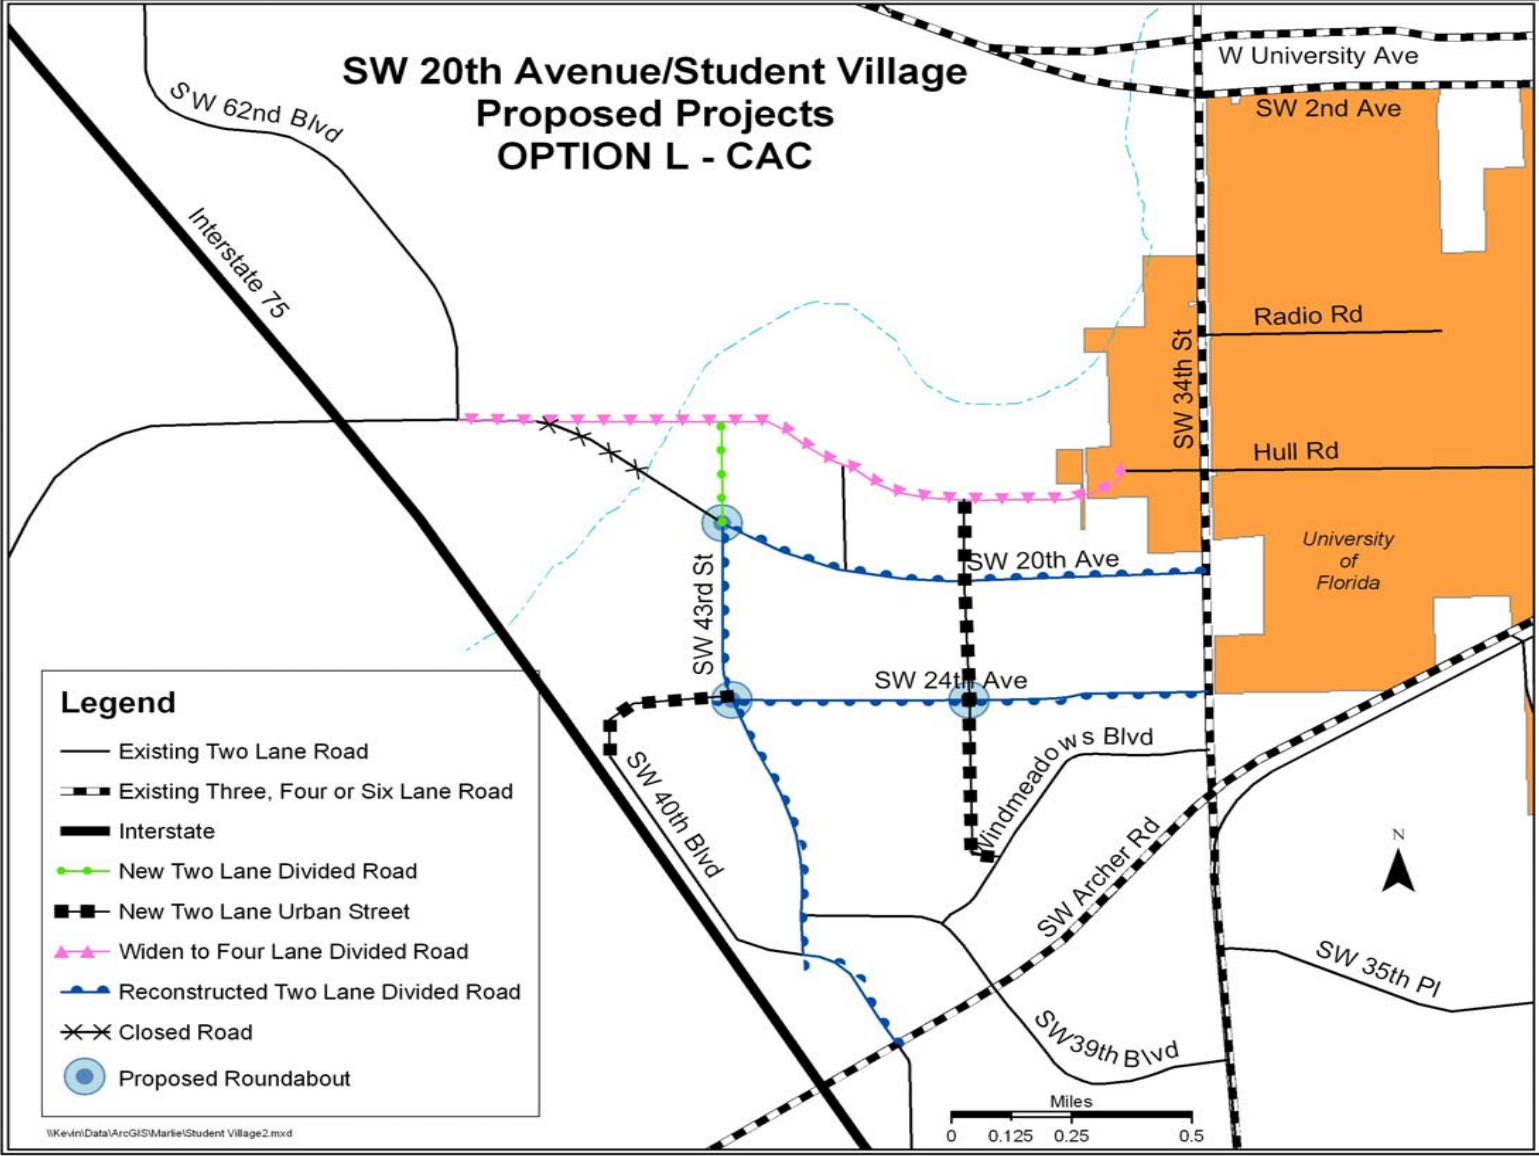 SW 20th Avenue/Student Village
Proposed Projects
OPTION L - CAC
W University Ave
SW 2nd Ave
SW 62nd Blvd
Interstate 75
Radio Rd
SW 34th St
Hull Rd
University
of
Florida
SW 20th Ave
SW 43rd St
SW 24th Ave
Windmeadows Blvd
SW 40th Blvd
SW Archer Rd
SW 35th Pl
SW39th Blvd
N
Legend
Existing Two Lane Road
Existing Three, Four or Six Lane Road
Interstate
New Two Lane Divided Road
New Two Lane Urban Street
Widen to Four Lane Divided Road
Reconstructed Two Lane Divided Road
Closed Road
Proposed Roundabout
Miles
0 0.125 0.25 0.5
\\Kevin\Data\ArcGIS\Marlie\Student Village2.mxd